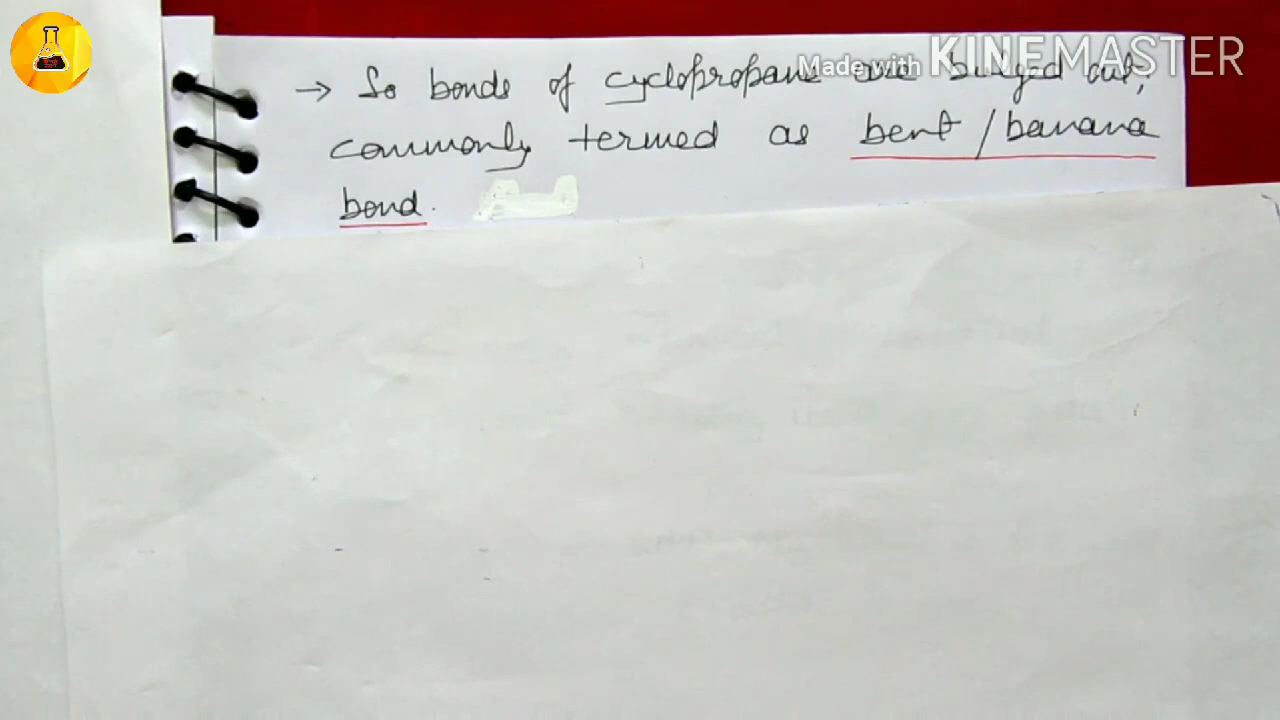 Made with KINEMASTER
→ So bonds of cyclopropane are bulged out,
commonly termed as bent / banana
bond.